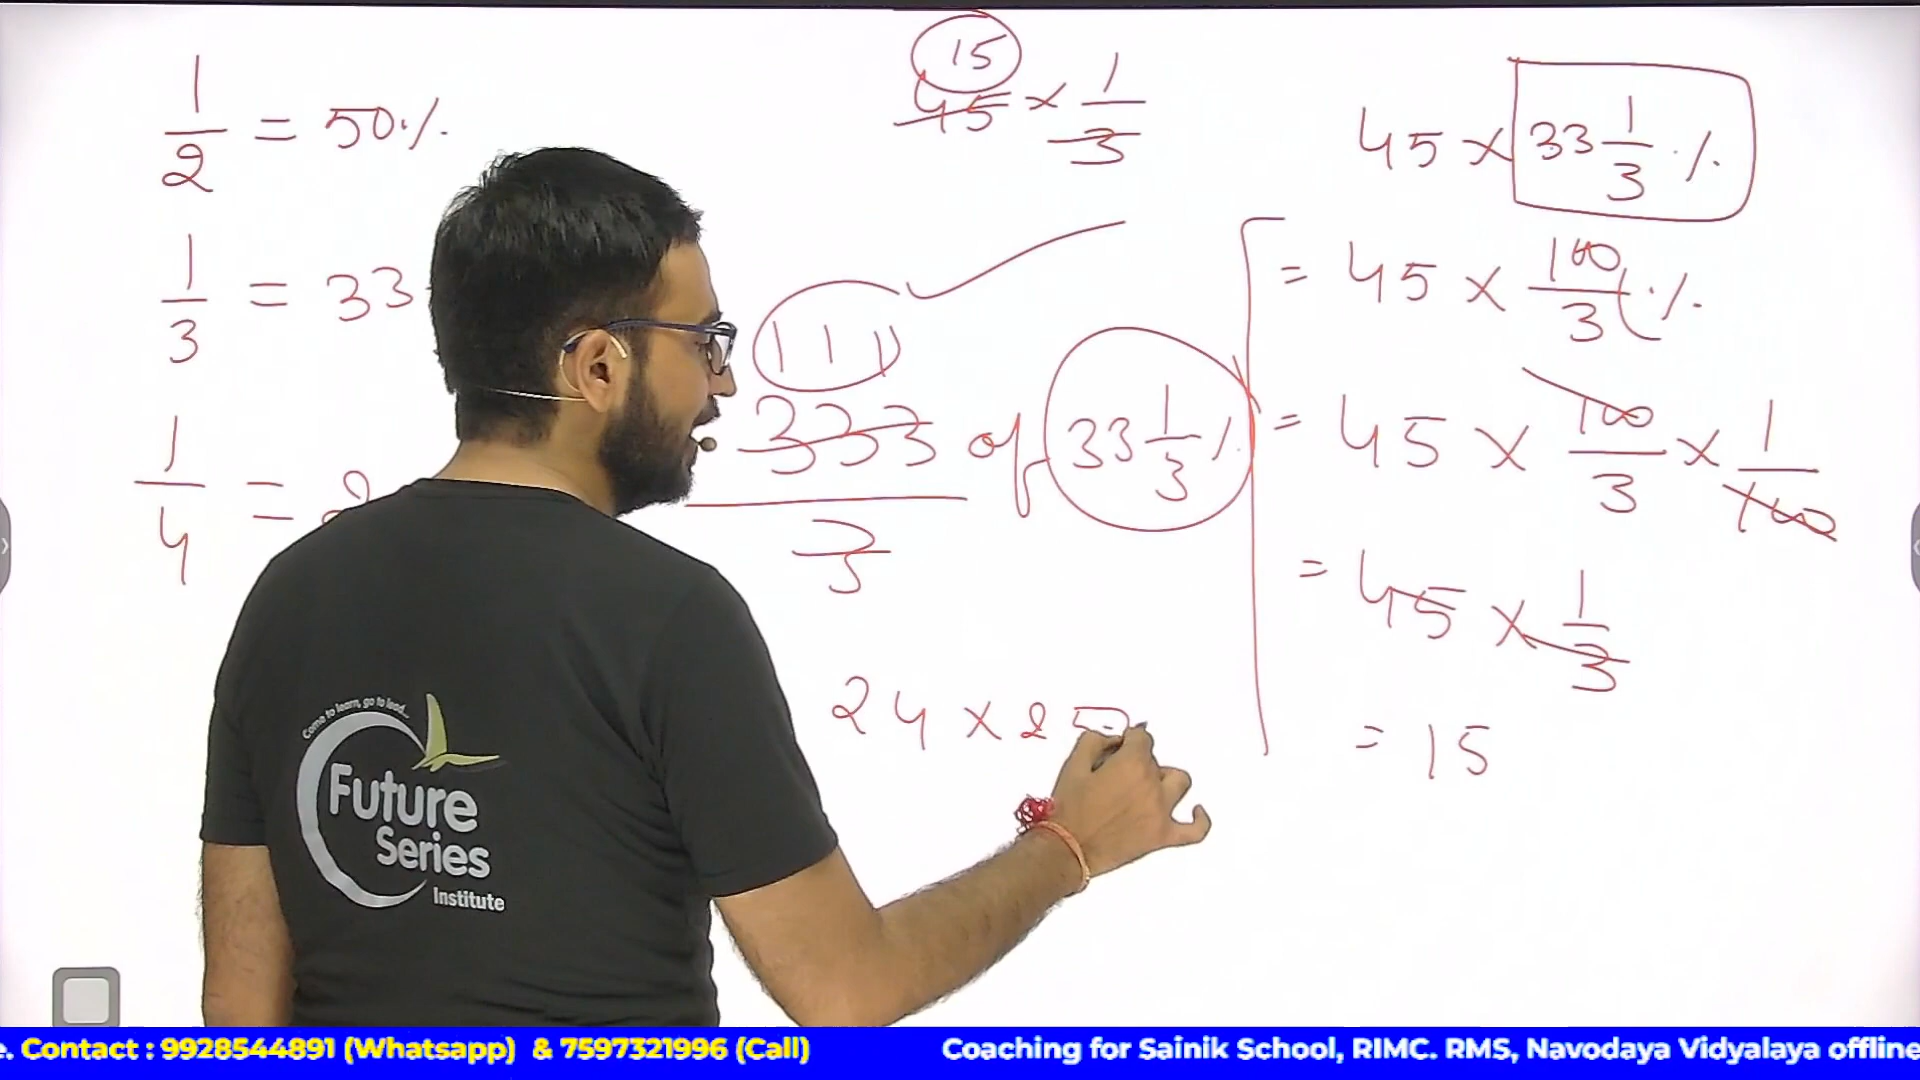 1/2 = 50%
1/3 = 33
1/4 = 2
15
45 × 1/3
111
333/3 of 33 1/3 %
24 × 25
45 × 33 1/3 %
= 45 × 100/3 %
= 45 × 100/3 × 1/100
= 45 × 1/3
= 15
Come to learn, go to lead...
Future
Series
Institute
e. Contact : 9928544891 (Whatsapp) & 7597321996 (Call) Coaching for Sainik School, RIMC. RMS, Navodaya Vidyalaya offline